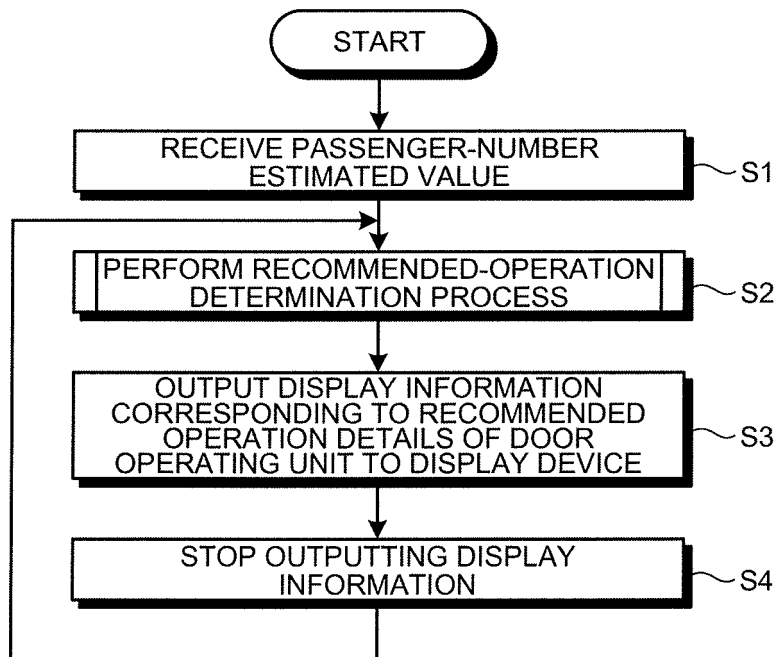 START
RECEIVE PASSENGER-NUMBER
ESTIMATED VALUE
S1
PERFORM RECOMMENDED-OPERATION
DETERMINATION PROCESS
S2
OUTPUT DISPLAY INFORMATION
CORRESPONDING TO RECOMMENDED
OPERATION DETAILS OF DOOR
OPERATING UNIT TO DISPLAY DEVICE
S3
STOP OUTPUTTING DISPLAY
INFORMATION
S4